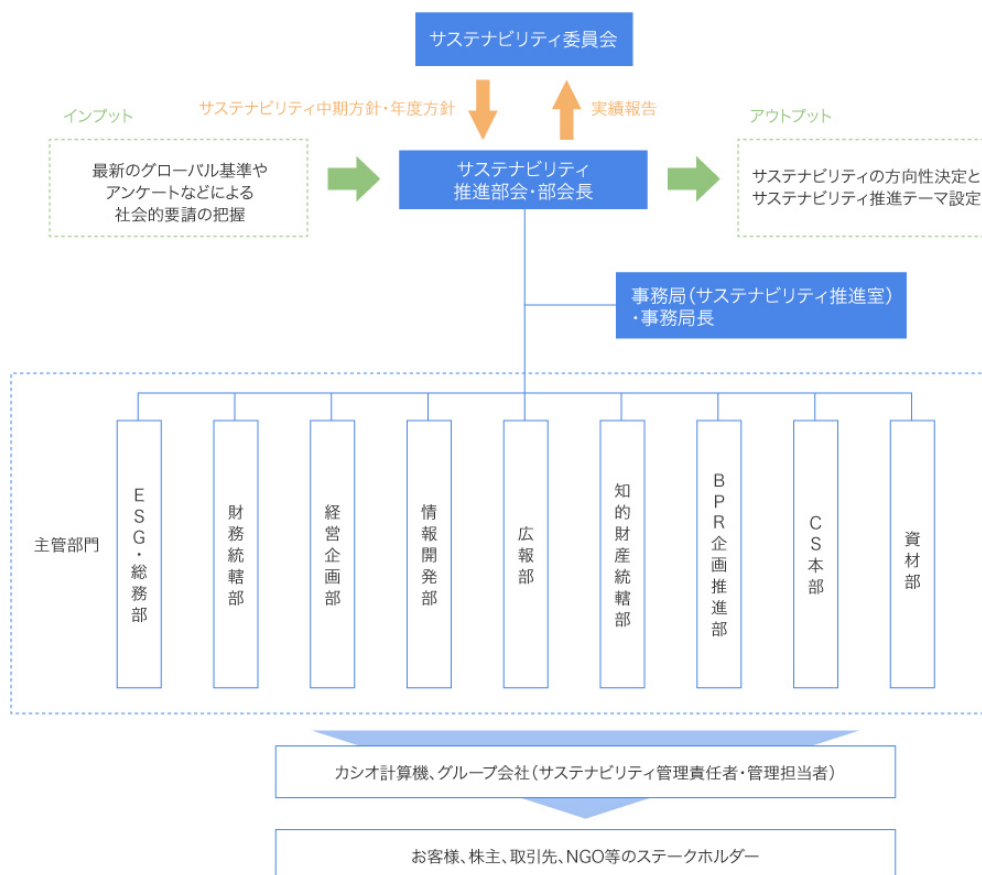 サステナビリティ委員会
サステナビリティ中期方針・年度方針
実績報告
インプット
アウトプット
最新のグローバル基準や
アンケートなどによる
社会的要請の把握
サステナビリティ
推進部会・部会長
サステナビリティの方向性決定と
サステナビリティ推進テーマ設定
事務局（サステナビリティ推進室）
・事務局長
主管部門
ESG・総務部
財務統轄部
経営企画部
情報開発部
広報部
知的財産統轄部
BPR企画推進部
CS本部
資材部
カシオ計算機、グループ会社（サステナビリティ管理責任者・管理担当者）
お客様、株主、取引先、NGO等のステークホルダー